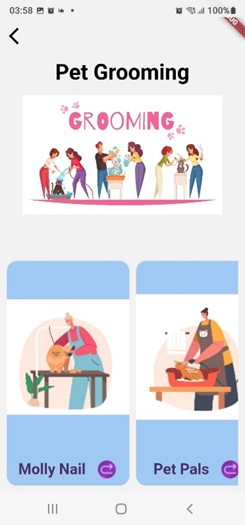 03:58 100%
Pet Grooming
GROOMING
Molly Nail
Pet Pals